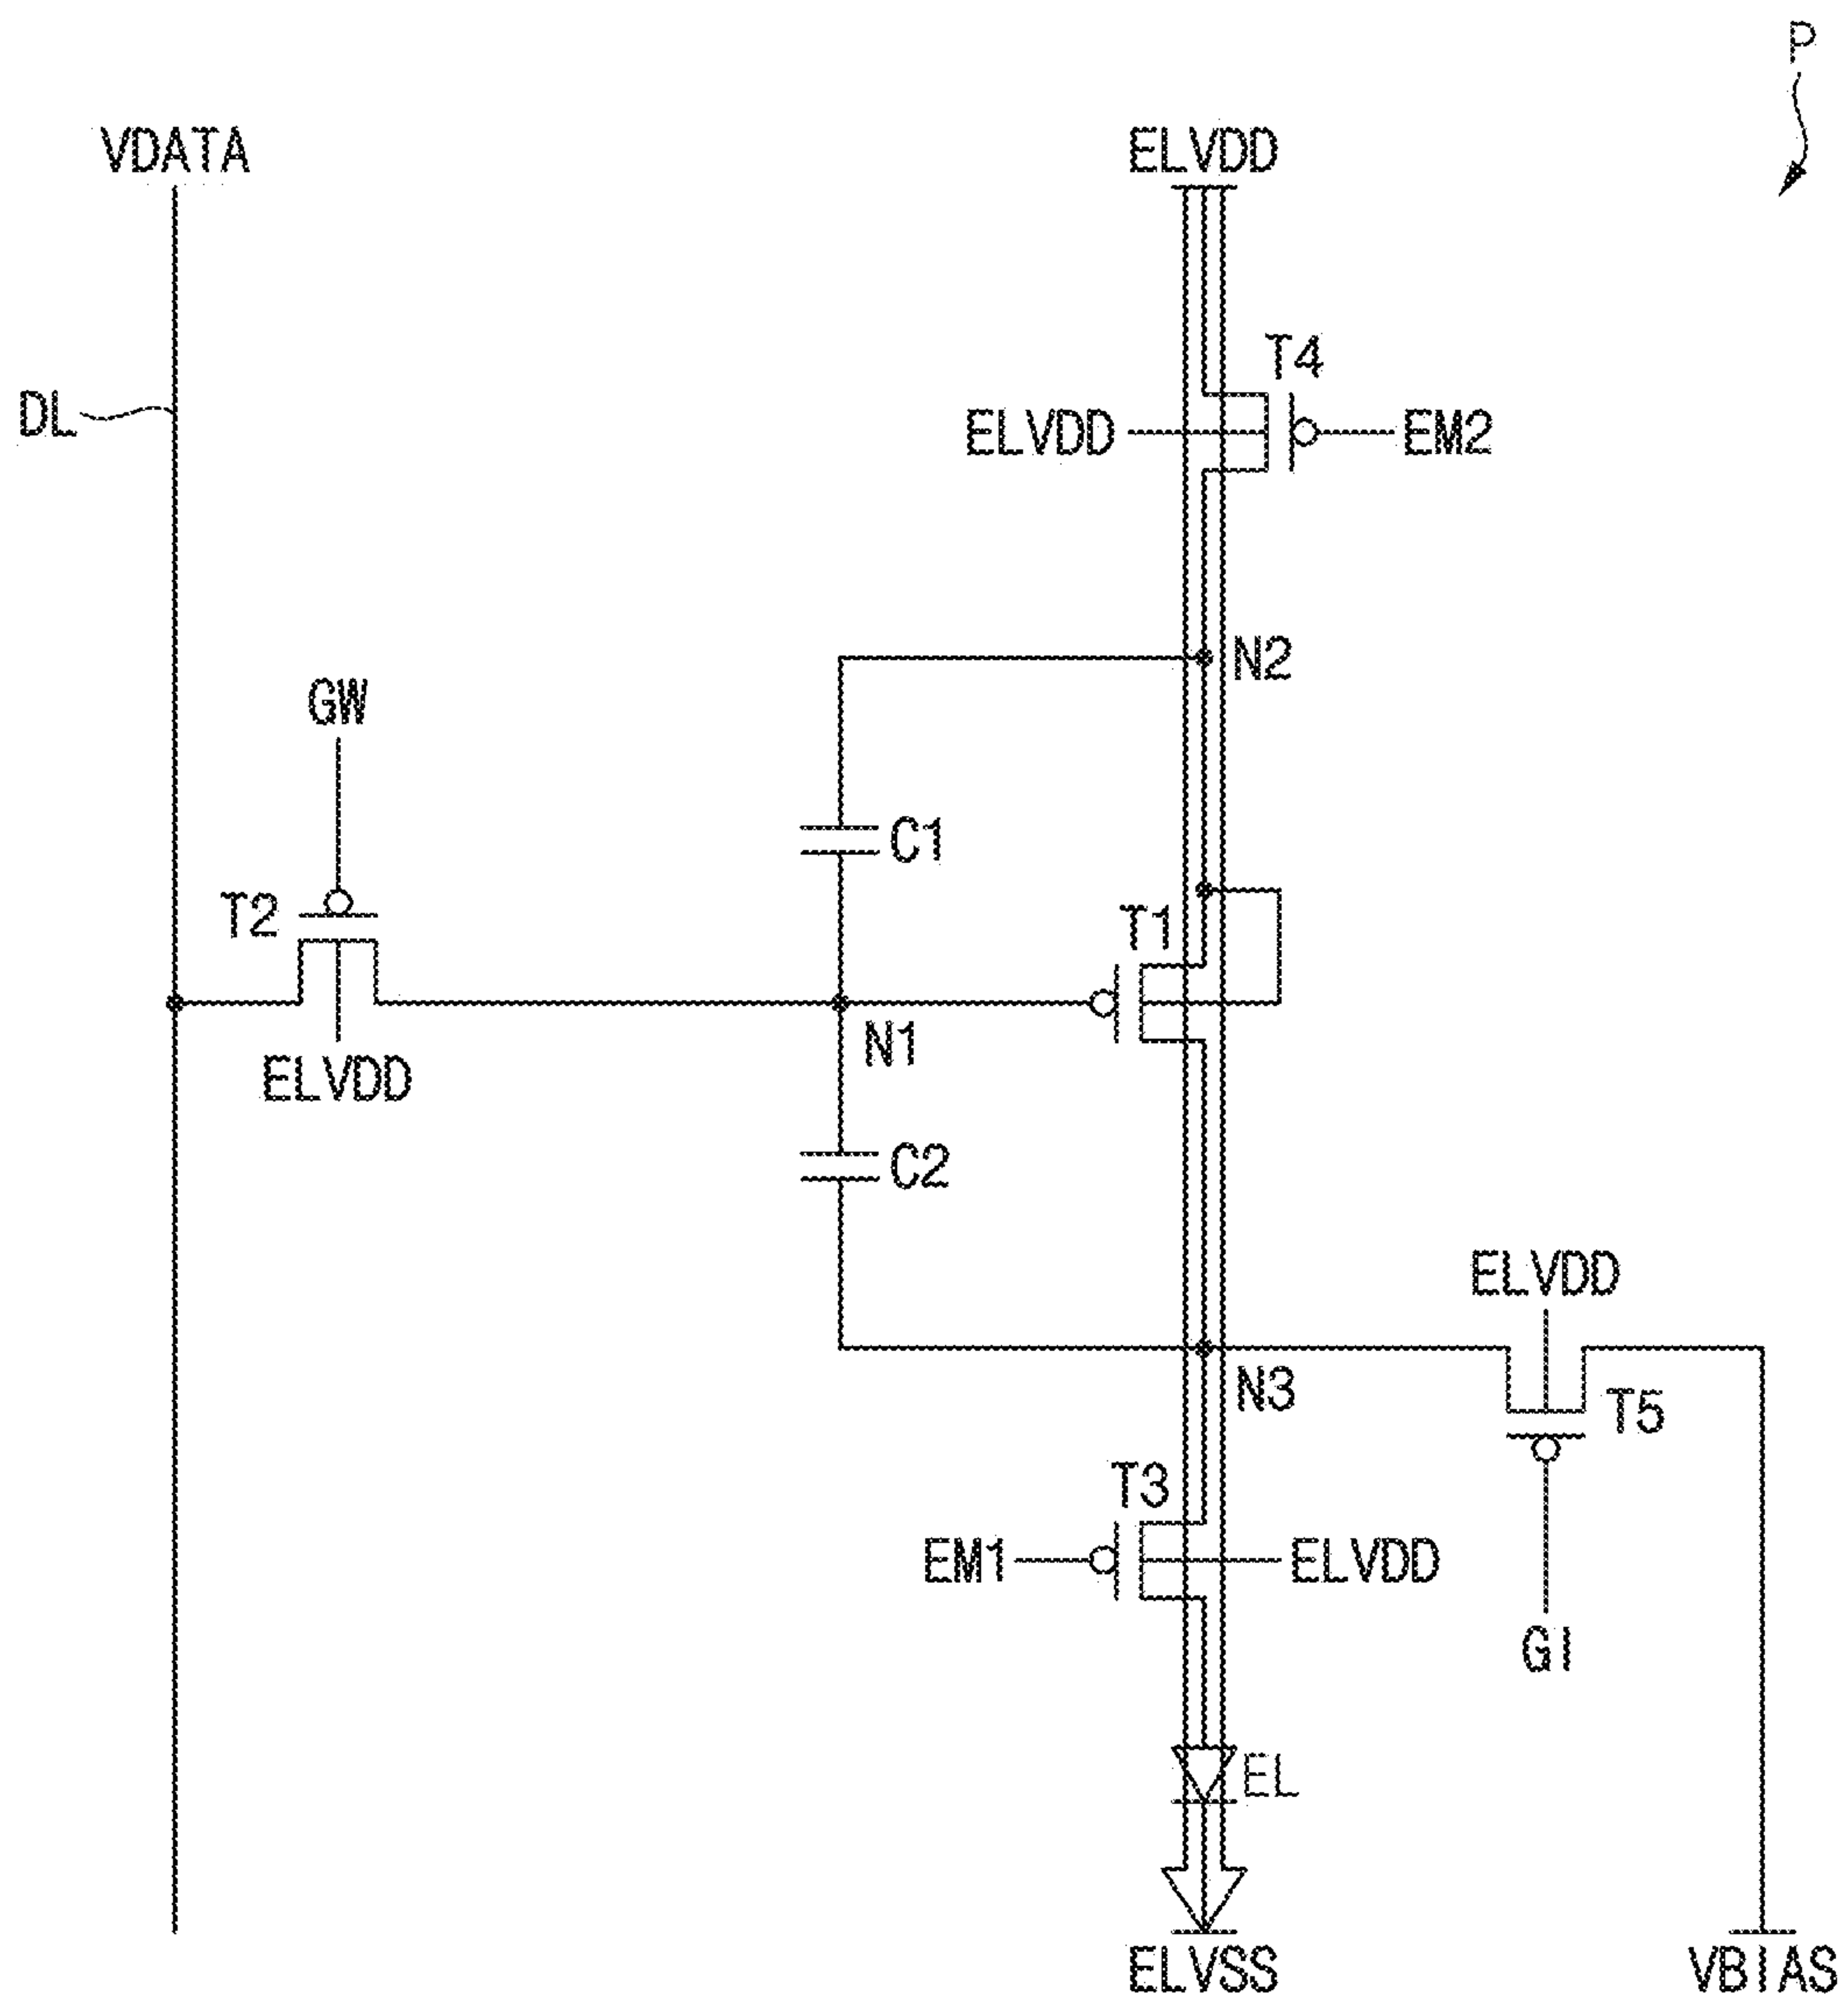 P
VDATA
ELVDD
T4
DL
ELVDD
EM2
N2
GW
C1
T2
T1
N1
ELVDD
C2
ELVDD
N3
T5
T3
EM1
ELVDD
GI
EL
ELVSS
VBIAS